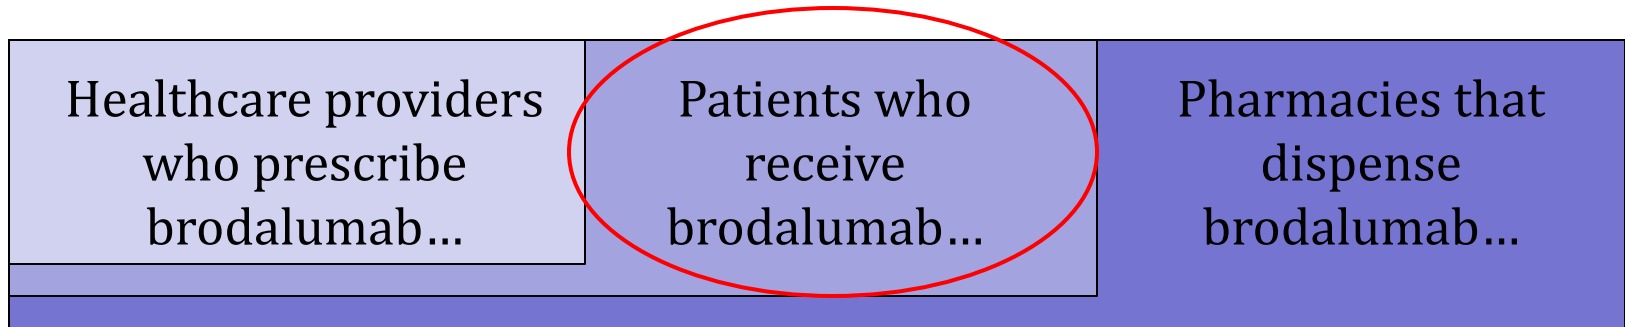 Healthcare providers
who prescribe
brodalumab…
Patients who
receive
brodalumab…
Pharmacies that
dispense
brodalumab…